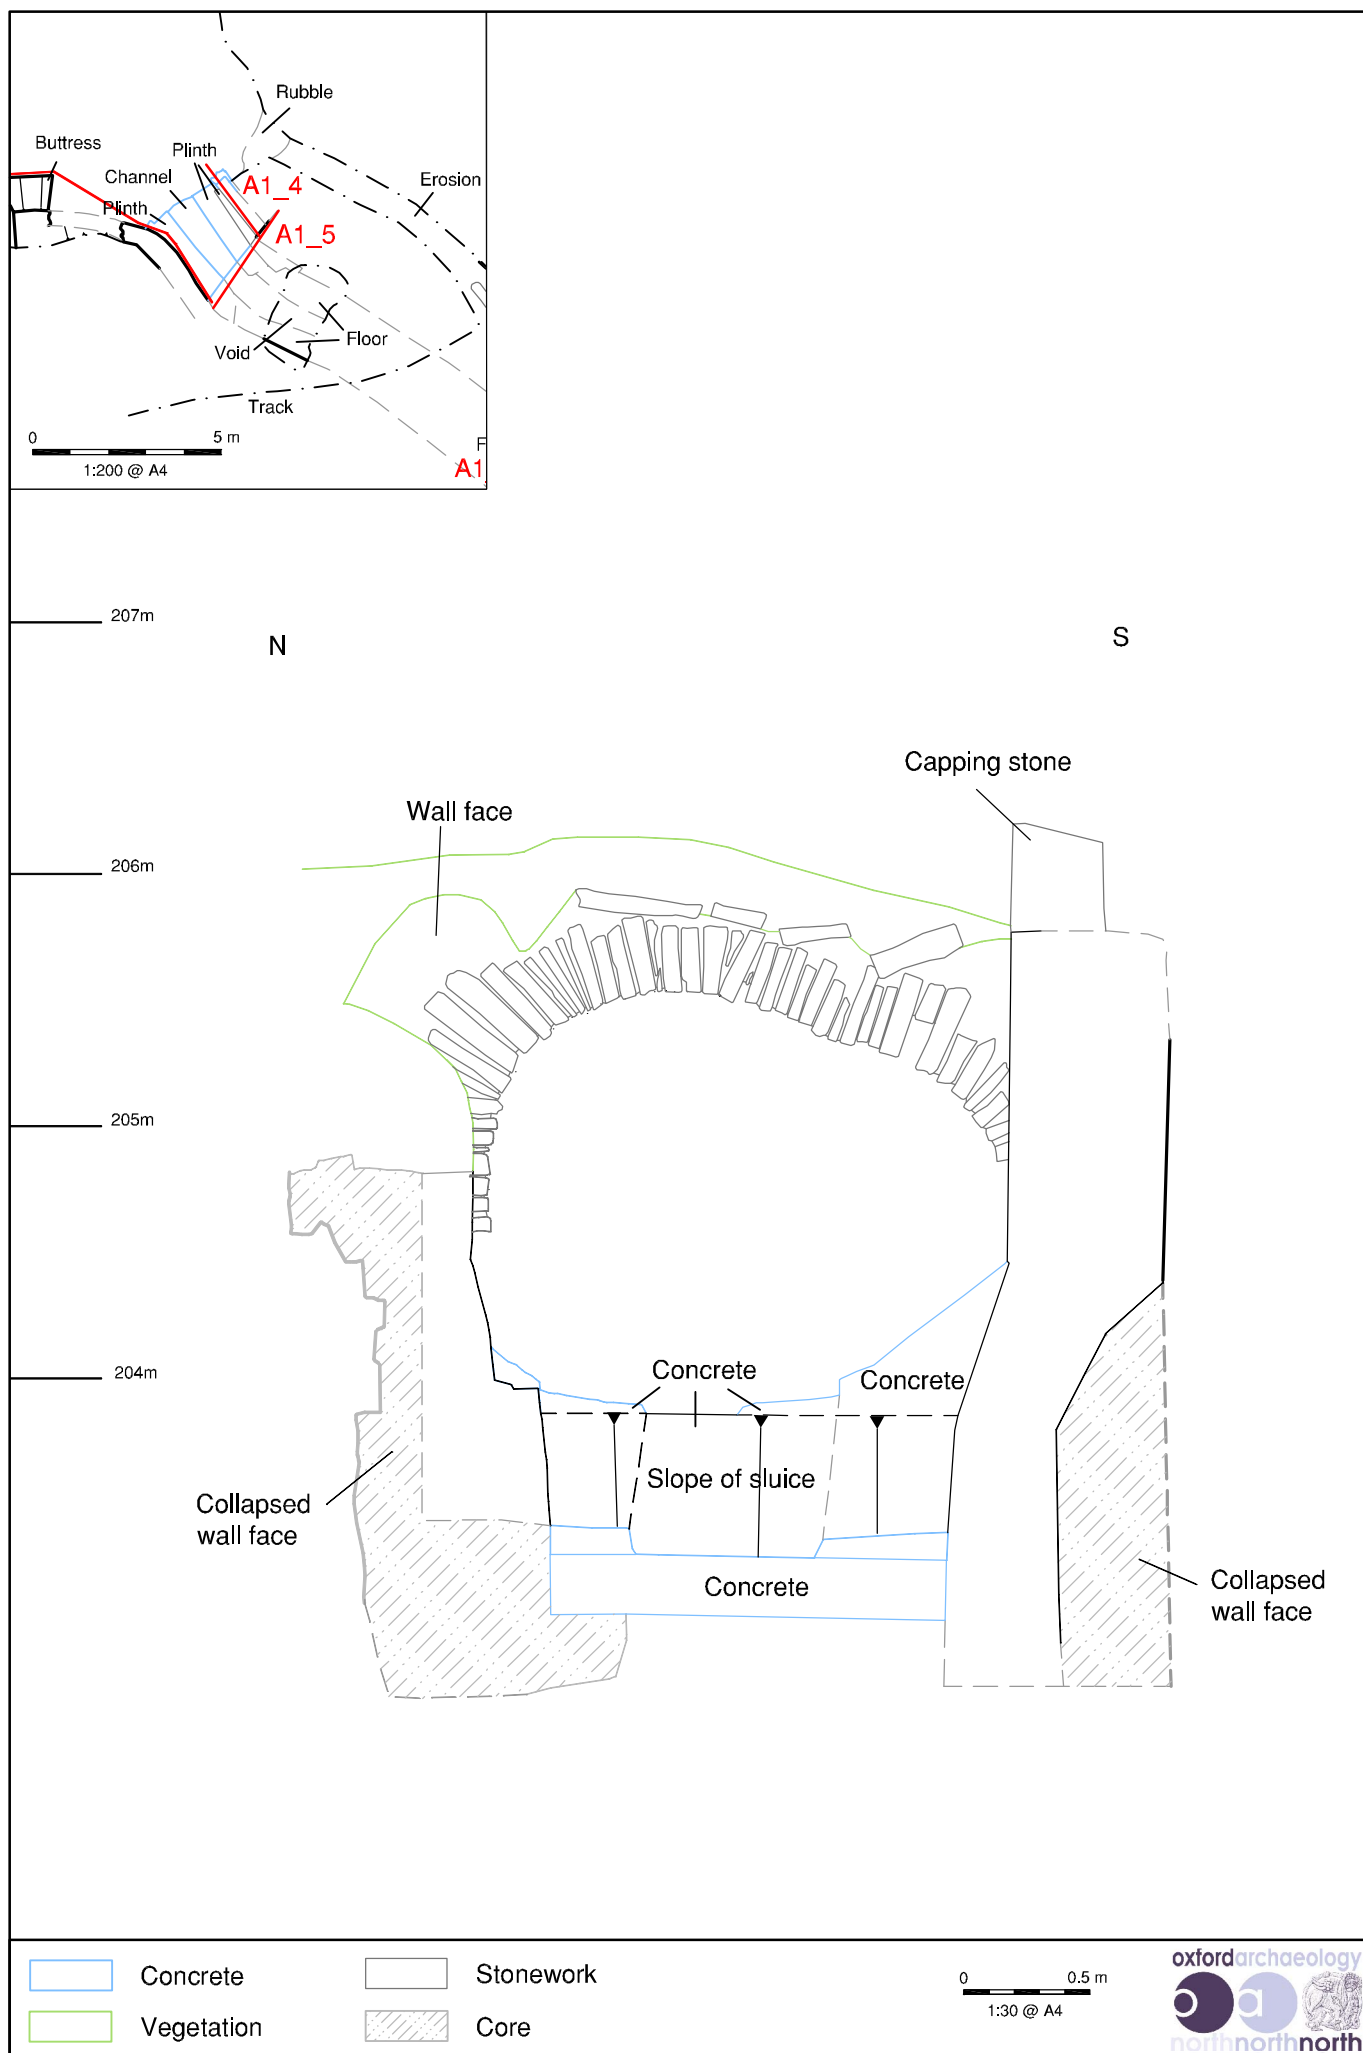 Rubble
Buttress
Plinth
Channel
A1_4
Erosion
Plinth
A1_5
Void
Floor
Track
0 5 m
1:200 @ A4
F
A1
207m
N S
Capping stone
Wall face
206m
205m
204m
Concrete
Concrete
Slope of sluice
Collapsed
wall face
Concrete
Collapsed
wall face
Concrete
Stonework
Vegetation
Core
0 0.5 m
1:30 @ A4
oxfordarchaeology
northnorthnorth